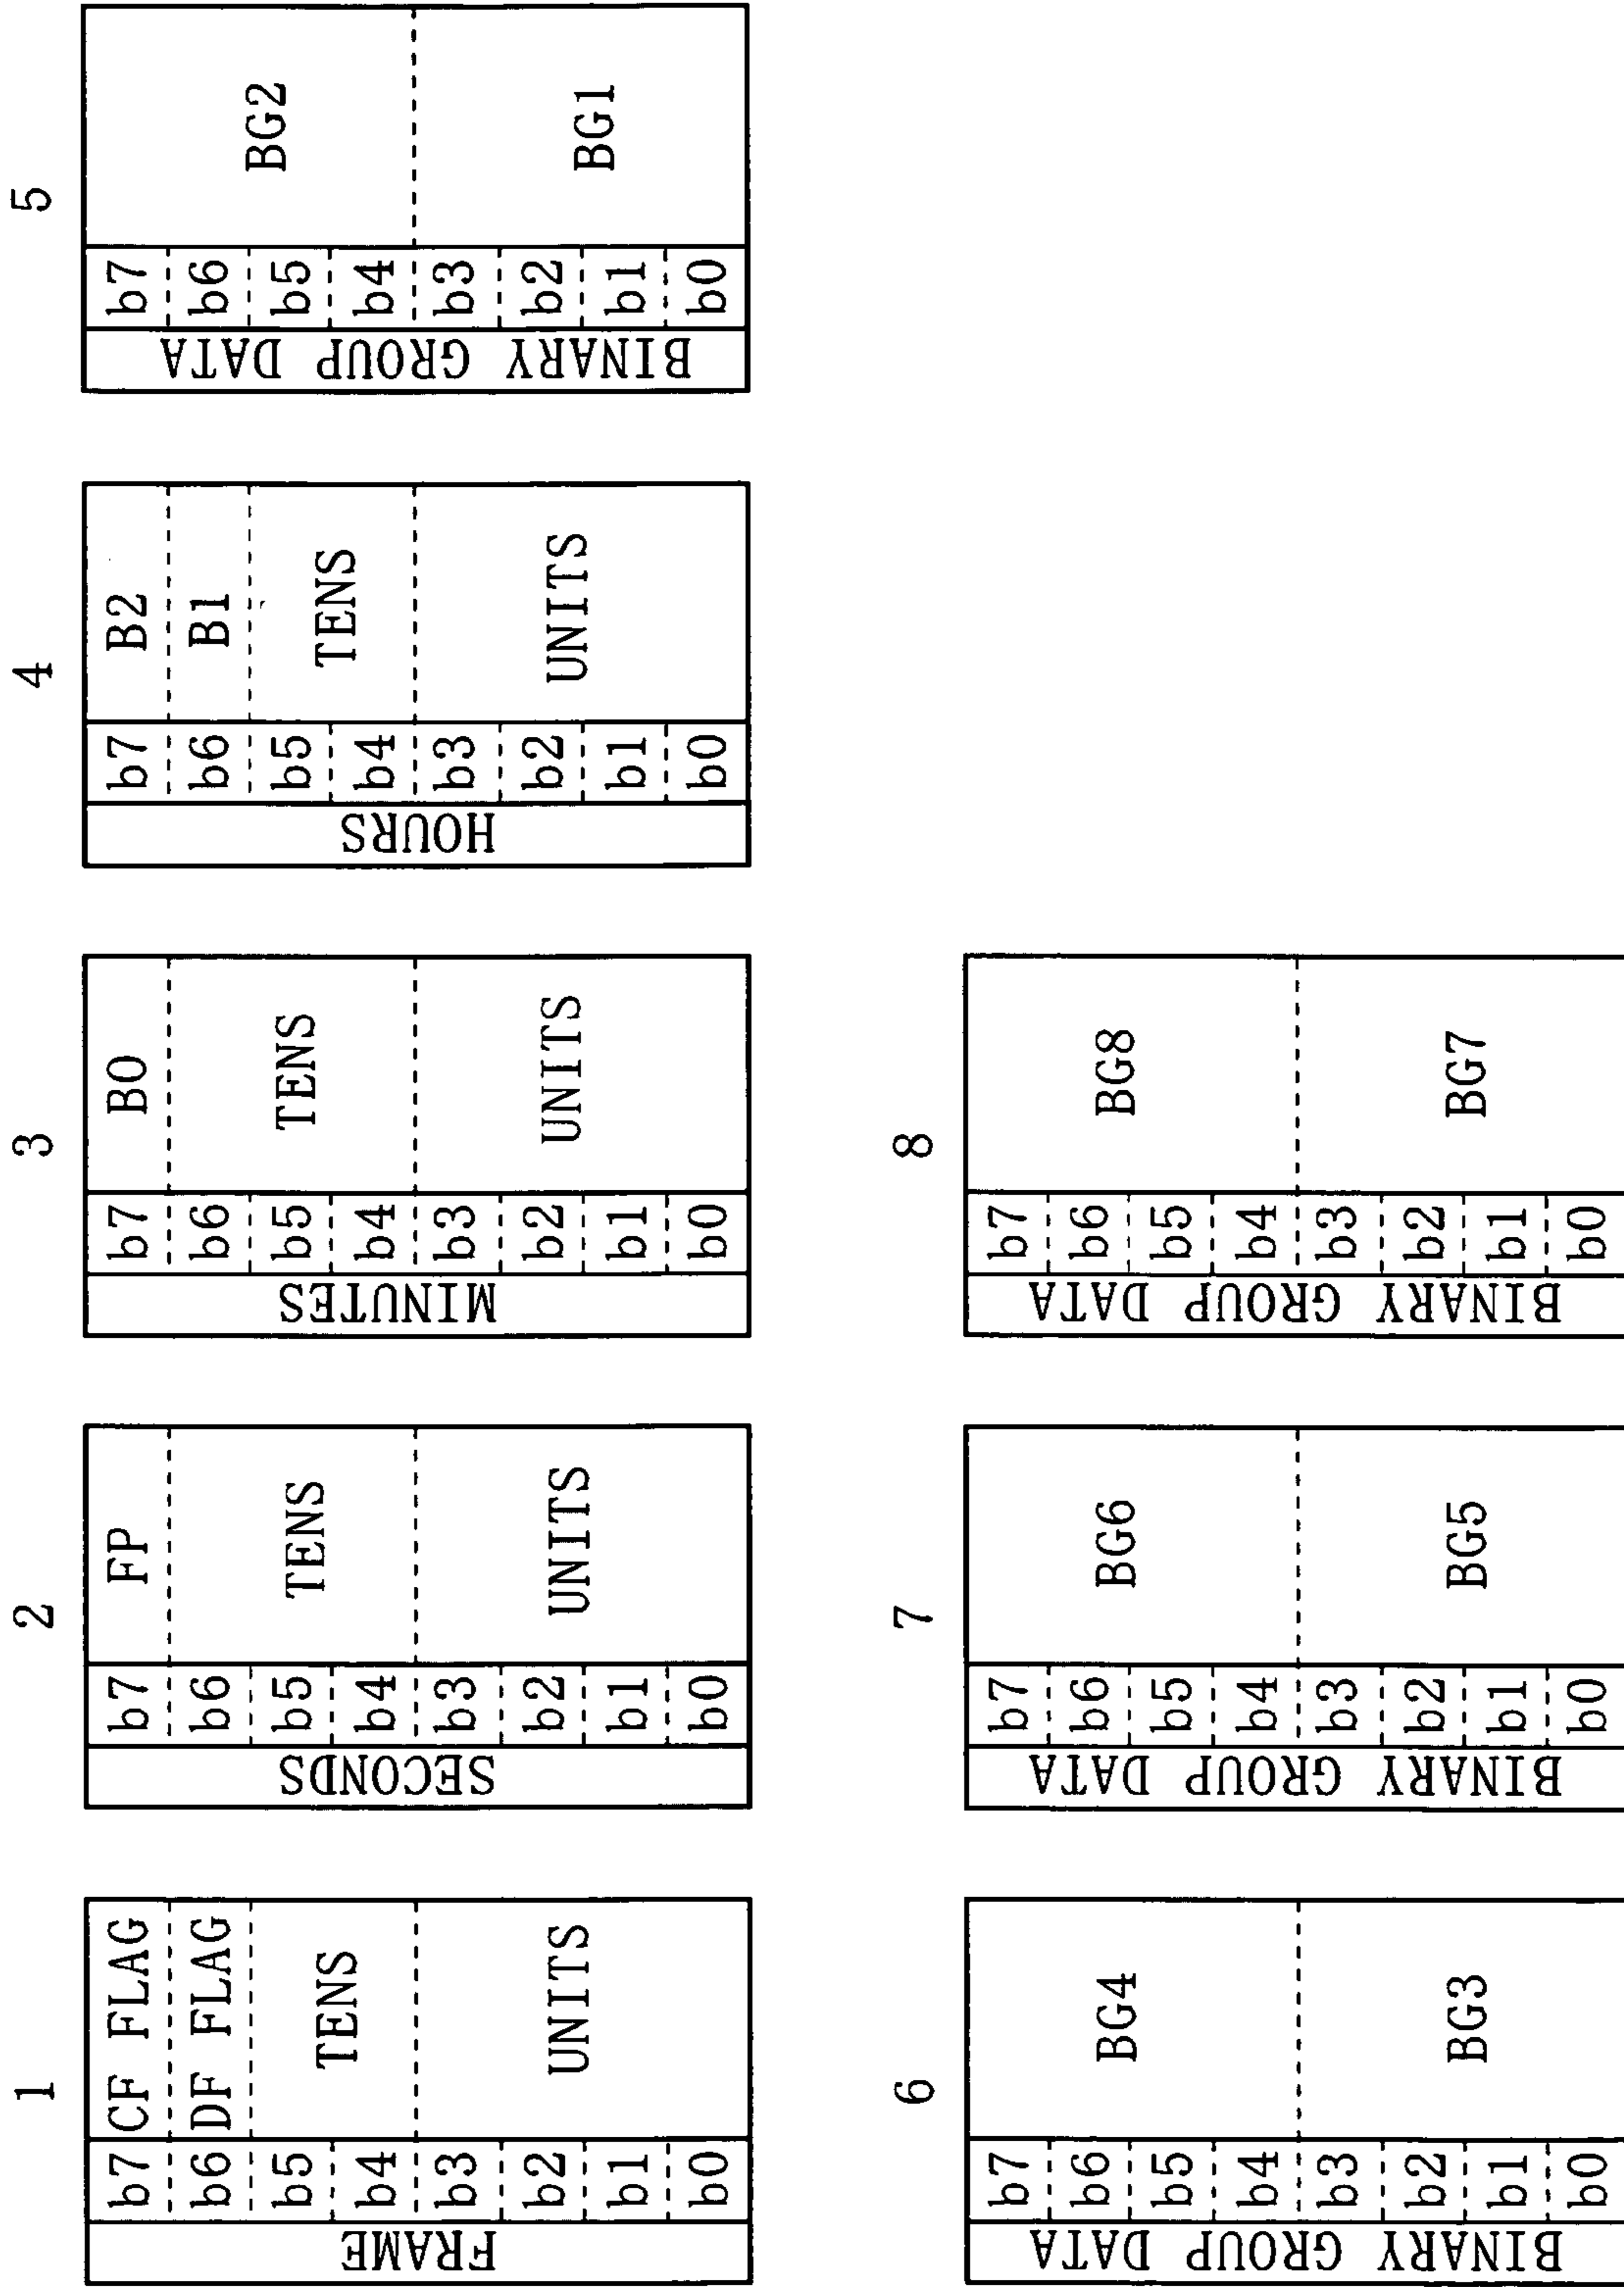 1
FRAME
b7 CF FLAG
b6 DF FLAG
b5
TENS
b4
b3
b2
UNITS
b1
b0
2
SECONDS
b7 FP
b6
b5
TENS
b4
b3
b2
UNITS
b1
b0
3
MINUTES
b7 BO
b6
b5
TENS
b4
b3
b2
UNITS
b1
b0
4
HOURS
b7 B2
b6 B1
b5
TENS
b4
b3
b2
UNITS
b1
b0
5
BINARY GROUP DATA
b7
b6
BG2
b5
b4
b3
b2
BG1
b1
b0
6
BINARY GROUP DATA
b7
b6
BG4
b5
b4
b3
b2
BG3
b1
b0
7
BINARY GROUP DATA
b7
b6
BG6
b5
b4
b3
b2
BG5
b1
b0
8
BINARY GROUP DATA
b7
b6
BG8
b5
b4
b3
b2
BG7
b1
b0